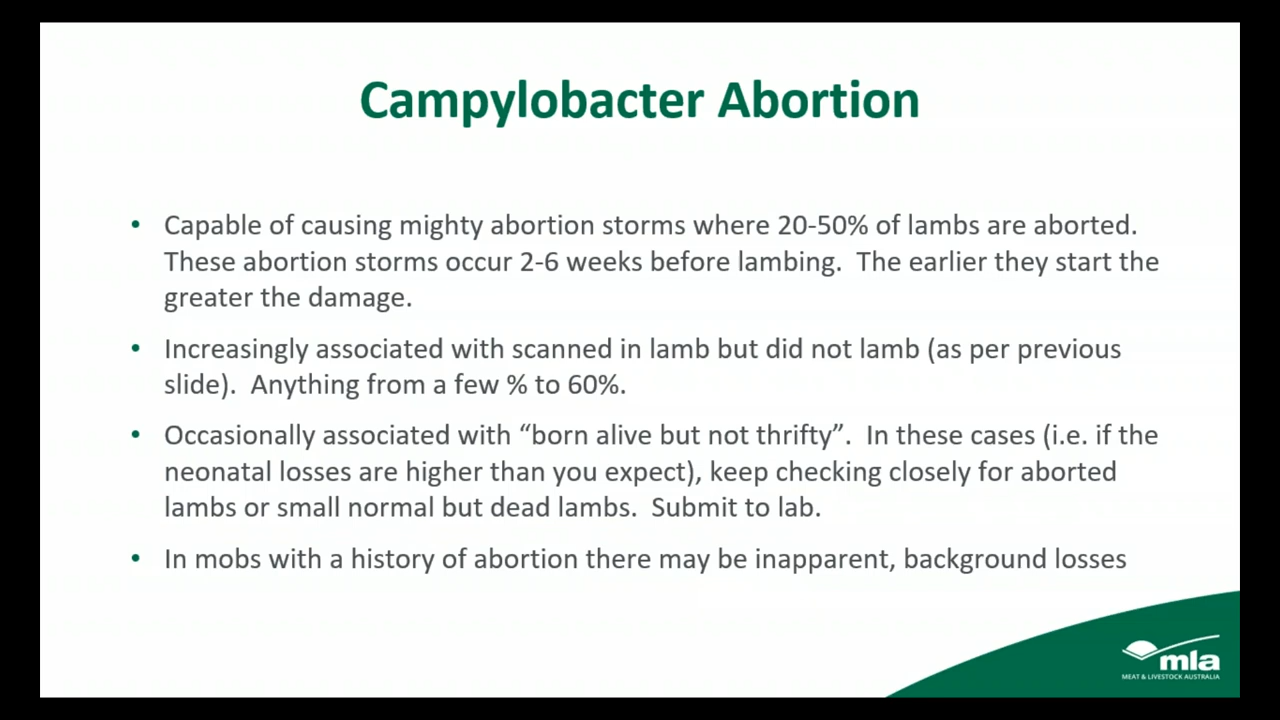 Campylobacter Abortion
• Capable of causing mighty abortion storms where 20-50% of lambs are aborted.
These abortion storms occur 2-6 weeks before lambing.  The earlier they start the
greater the damage.
• Increasingly associated with scanned in lamb but did not lamb (as per previous
slide).  Anything from a few % to 60%.
• Occasionally associated with “born alive but not thrifty”.  In these cases (i.e. if the
neonatal losses are higher than you expect), keep checking closely for aborted
lambs or small normal but dead lambs.  Submit to lab.
• In mobs with a history of abortion there may be inapparent, background losses
mla
MEAT & LIVESTOCK AUSTRALIA